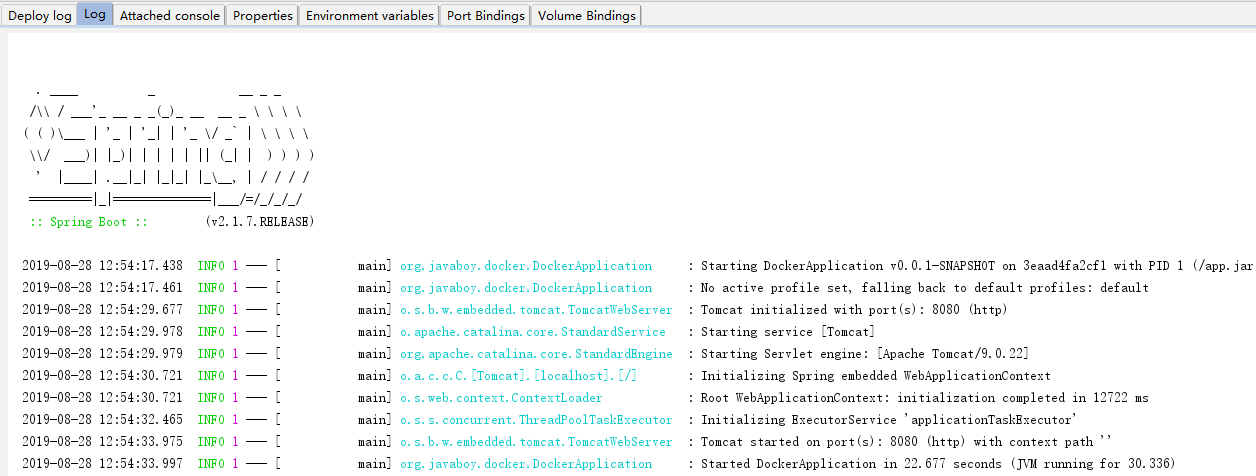 Deploy log Log Attached console Properties Environment variables Port Bindings Volume Bindings
  .   ____          _            __ _ _
 /\\ / ___'_ __ _ _(_)_ __  __ _ \ \ \ \
( ( )\___ | '_ | '_| | '_ \/ _` | \ \ \ \
 \\/  ___)| |_)| | | | | || (_| |  ) ) ) )
  '  |____| .__|_| |_|_| |_\__, | / / / /
 =========|_|==============|___/=/_/_/_/
 :: Spring Boot ::        (v2.1.7.RELEASE)
2019-08-28 12:54:17.438  INFO 1 --- [           main] org.javaboy.docker.DockerApplication     : Starting DockerApplication v0.0.1-SNAPSHOT on 3eaad4fa2cf1 with PID 1 (/app.jar
2019-08-28 12:54:17.461  INFO 1 --- [           main] org.javaboy.docker.DockerApplication     : No active profile set, falling back to default profiles: default
2019-08-28 12:54:29.677  INFO 1 --- [           main] o.s.b.w.embedded.tomcat.TomcatWebServer  : Tomcat initialized with port(s): 8080 (http)
2019-08-28 12:54:29.978  INFO 1 --- [           main] o.apache.catalina.core.StandardService   : Starting service [Tomcat]
2019-08-28 12:54:29.979  INFO 1 --- [           main] org.apache.catalina.core.StandardEngine  : Starting Servlet engine: [Apache Tomcat/9.0.22]
2019-08-28 12:54:30.721  INFO 1 --- [           main] o.a.c.c.C.[Tomcat].[localhost].[/]       : Initializing Spring embedded WebApplicationContext
2019-08-28 12:54:30.721  INFO 1 --- [           main] o.s.web.context.ContextLoader            : Root WebApplicationContext: initialization completed in 12722 ms
2019-08-28 12:54:32.465  INFO 1 --- [           main] o.s.s.concurrent.ThreadPoolTaskExecutor  : Initializing ExecutorService 'applicationTaskExecutor'
2019-08-28 12:54:33.975  INFO 1 --- [           main] o.s.b.w.embedded.tomcat.TomcatWebServer  : Tomcat started on port(s): 8080 (http) with context path ''
2019-08-28 12:54:33.997  INFO 1 --- [           main] org.javaboy.docker.DockerApplication     : Started DockerApplication in 22.677 seconds (JVM running for 30.336)